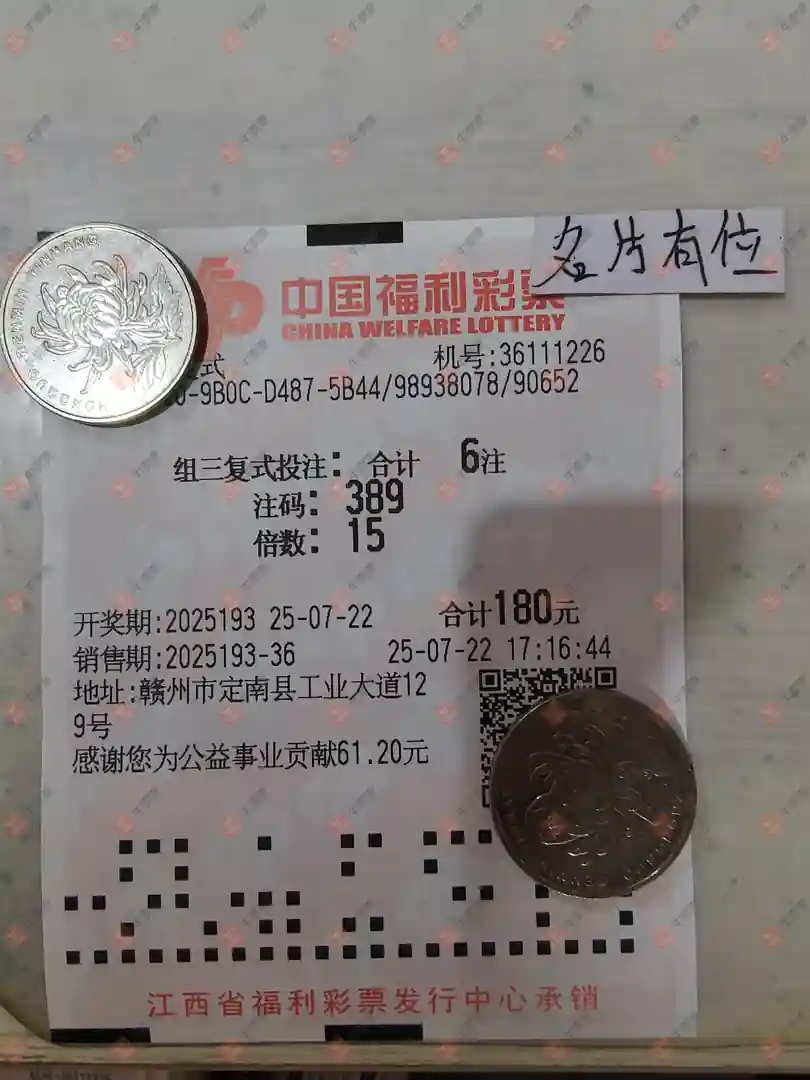 名片有位
中国福利彩票
CHINA WELFARE LOTTERY
式
机号:36111226
-9B0C-D487-5B44/98938078/90652
组三复式投注: 合计 6注
注码: 389
倍数: 15
开奖期:2025193 25-07-22 合计180元
销售期:2025193-36 25-07-22 17:16:44
地址:赣州市定南县工业大道12
9号
感谢您为公益事业贡献61.20元
江西省福利彩票发行中心承销